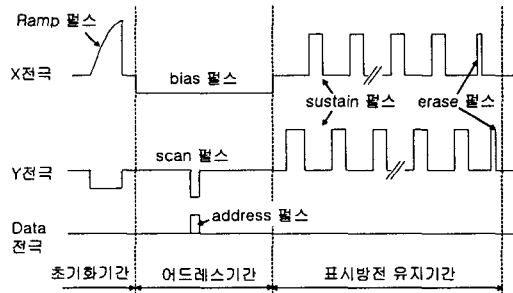 Ramp 펄스
X전극
bias 펄스
sustain 펄스
erase 펄스
scan 펄스
Y전극
address 펄스
Data
전극
초기화기간
어드레스기간
표시방전 유지기간